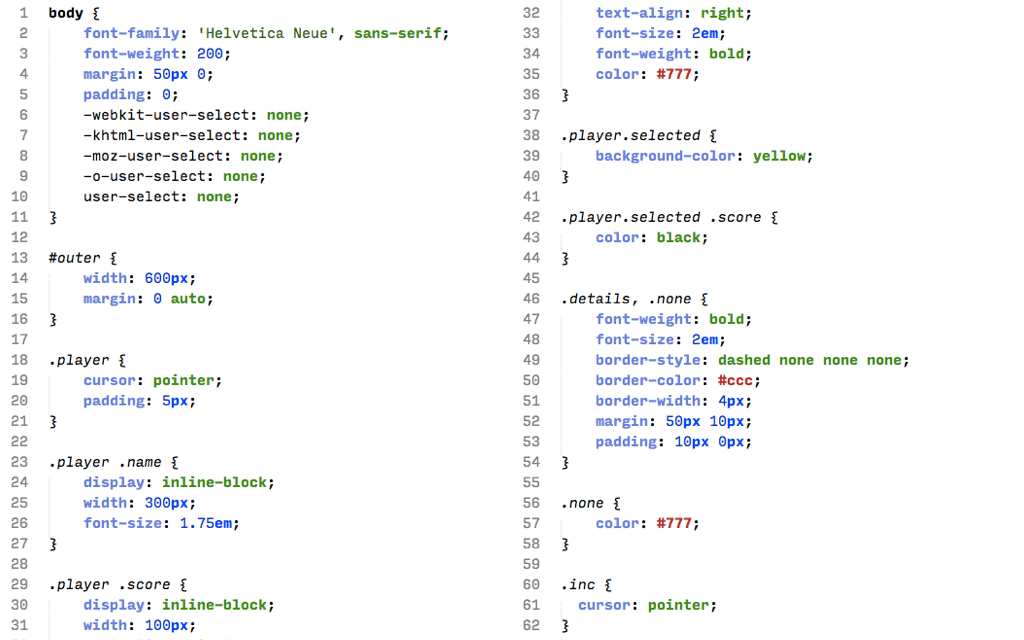 1 body {
2 font-family: 'Helvetica Neue', sans-serif;
3 font-weight: 200;
4 margin: 50px 0;
5 padding: 0;
6 -webkit-user-select: none;
7 -khtml-user-select: none;
8 -moz-user-select: none;
9 -o-user-select: none;
10 user-select: none;
11 }
12
13 #outer {
14 width: 600px;
15 margin: 0 auto;
16 }
17
18 .player {
19 cursor: pointer;
20 padding: 5px;
21 }
22
23 .player .name {
24 display: inline-block;
25 width: 300px;
26 font-size: 1.75em;
27 }
28
29 .player .score {
30 display: inline-block;
31 width: 100px;
32 text-align: right;
33 font-size: 2em;
34 font-weight: bold;
35 color: #777;
36 }
37
38 .player.selected {
39 background-color: yellow;
40 }
41
42 .player.selected .score {
43 color: black;
44 }
45
46 .details, .none {
47 font-weight: bold;
48 font-size: 2em;
49 border-style: dashed none none none;
50 border-color: #ccc;
51 border-width: 4px;
52 margin: 50px 10px;
53 padding: 10px 0px;
54 }
55
56 .none {
57 color: #777;
58 }
59
60 .inc {
61 cursor: pointer;
62 }